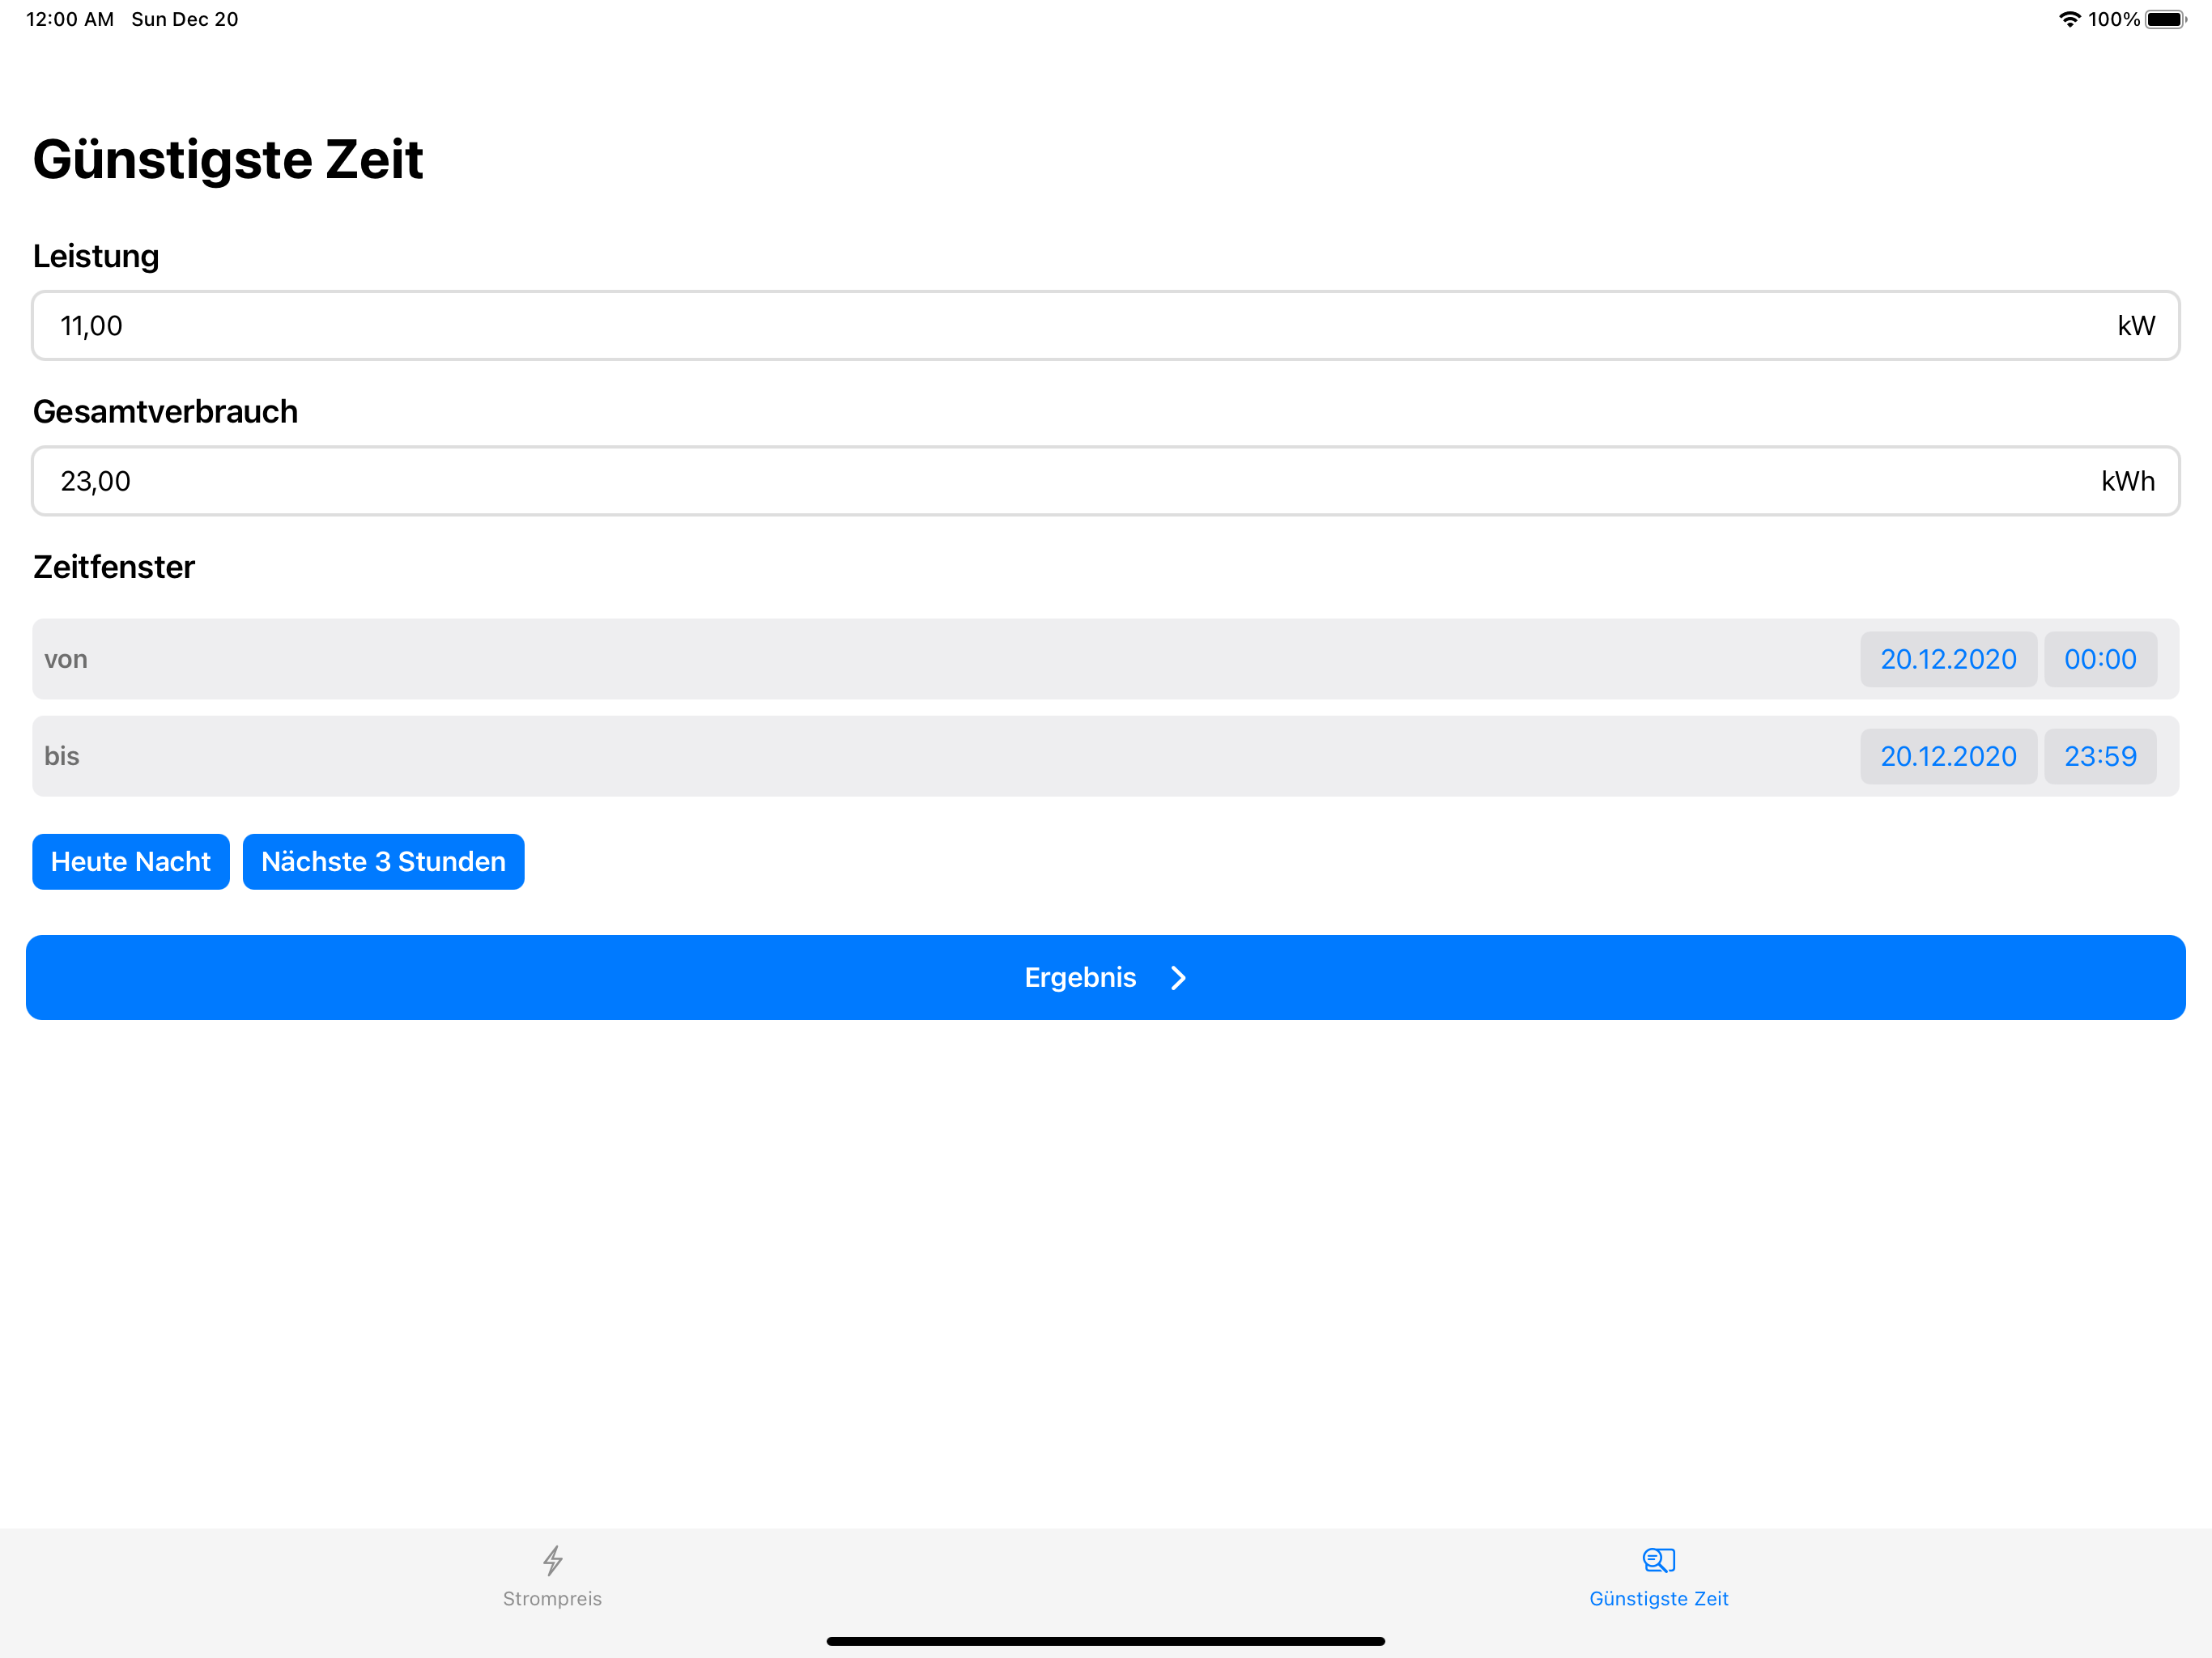 12:00 AM Sun Dec 20 100%
Günstigste Zeit
Leistung
11,00 kW
Gesamtverbrauch
23,00 kWh
Zeitfenster
von 20.12.2020 00:00
bis 20.12.2020 23:59
Heute Nacht Nächste 3 Stunden
Ergebnis
Strompreis Günstigste Zeit